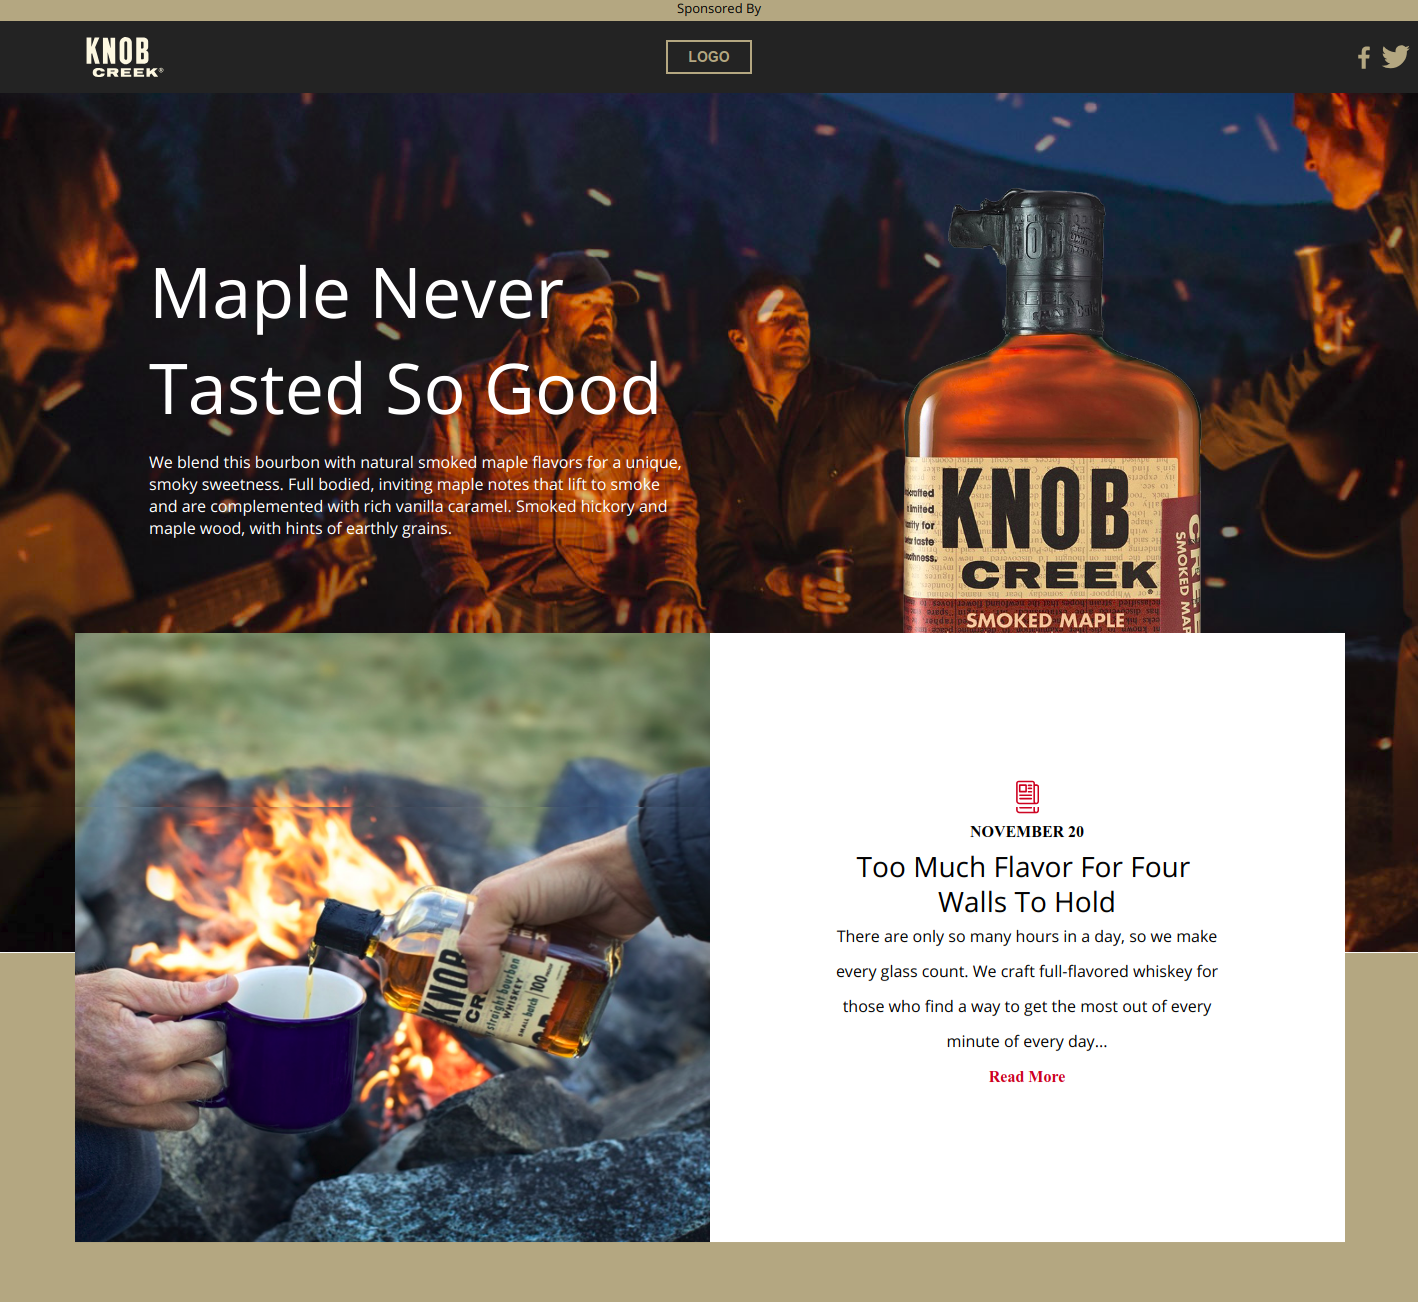 Sponsored By
KNOB
CREEK®
LOGO
Maple Never
Tasted So Good
We blend this bourbon with natural smoked maple flavors for a unique,
smoky sweetness. Full bodied, inviting maple notes that lift to smoke
and are complemented with rich vanilla caramel. Smoked hickory and
maple wood, with hints of earthly grains.
KNOB
CREEK®
SMOKED MAPLE
KNOB
straight bourbon
WHISKEY
small batch 100
NOVEMBER 20
Too Much Flavor For Four
Walls To Hold
There are only so many hours in a day, so we make
every glass count. We craft full-flavored whiskey for
those who find a way to get the most out of every
minute of every day...
Read More